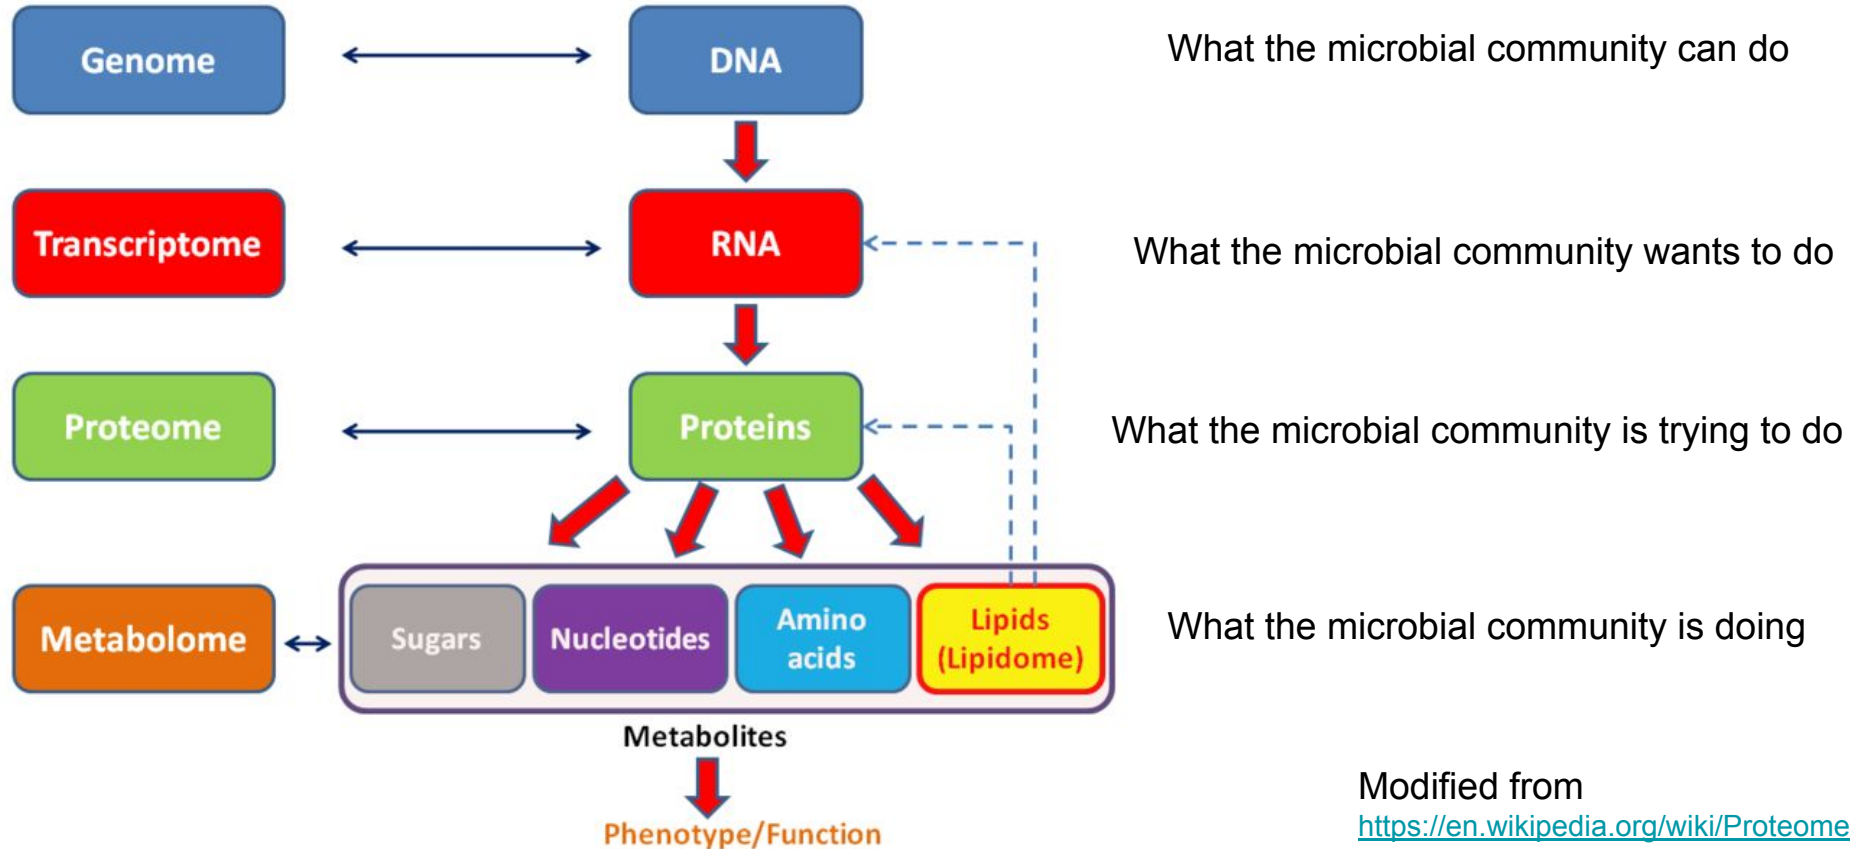 Genome
DNA
What the microbial community can do
Transcriptome
RNA
What the microbial community wants to do
Proteome
Proteins
What the microbial community is trying to do
Metabolome
Sugars
Nucleotides
Amino
acids
Lipids
(Lipidome)
What the microbial community is doing
Metabolites
Phenotype/Function
Modified from
https://en.wikipedia.org/wiki/Proteome